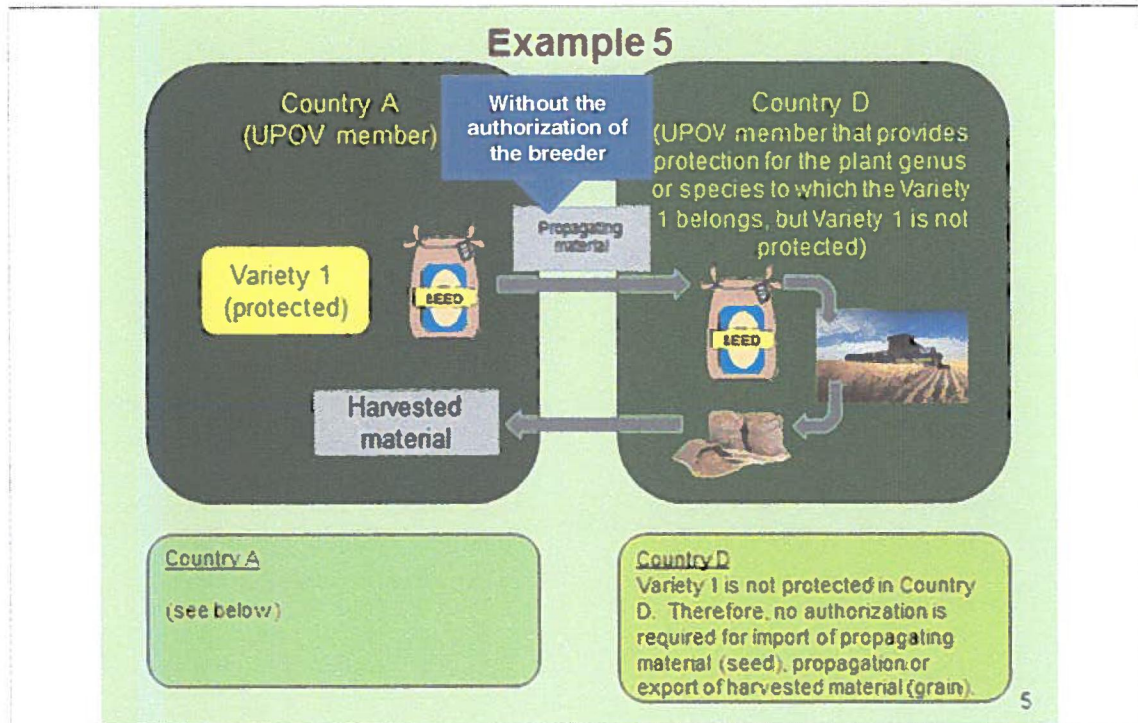 Example 5
Country A
(UPOV member)
Without the
authorization of
the breeder
Country D
(UPOV member that provides
protection for the plant genus
or species to which the Variety
1 belongs, but Variety 1 is not
protected)
Propagating
material
Variety 1
(protected)
SEED
SEED
Harvested
material
Country A
(see below)
Country D
Variety 1 is not protected in Country
D. Therefore, no authorization is
required for import of propagating
material (seed), propagation or
export of harvested material (grain).
5